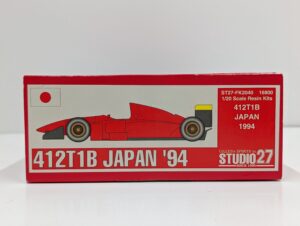 ST27-FK2040 16800
1/20 Scale Resin Kits
412T1B
JAPAN
1994
412T1B JAPAN '94
STUDIO27